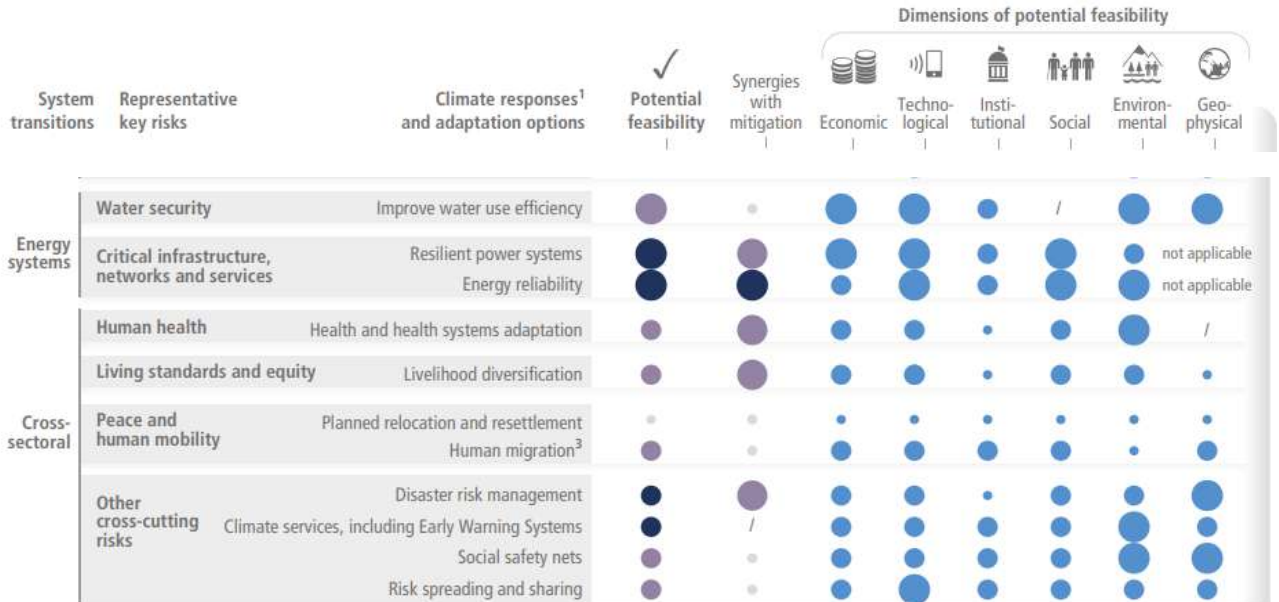 Dimensions of potential feasibility
System transitions
Representative key risks
Climate responses1 and adaptation options
Potential feasibility
Synergies with mitigation
Economic
Techno-logical
Insti-tutional
Social
Environ-mental
Geo-physical
Energy systems
Water security
Improve water use efficiency
/
Critical infrastructure, networks and services
Resilient power systems
not applicable
Energy reliability
not applicable
Cross-sectoral
Human health
Health and health systems adaptation
/
Living standards and equity
Livelihood diversification
Peace and human mobility
Planned relocation and resettlement
Human migration3
Other cross-cutting risks
Disaster risk management
Climate services, including Early Warning Systems
/
Social safety nets
Risk spreading and sharing